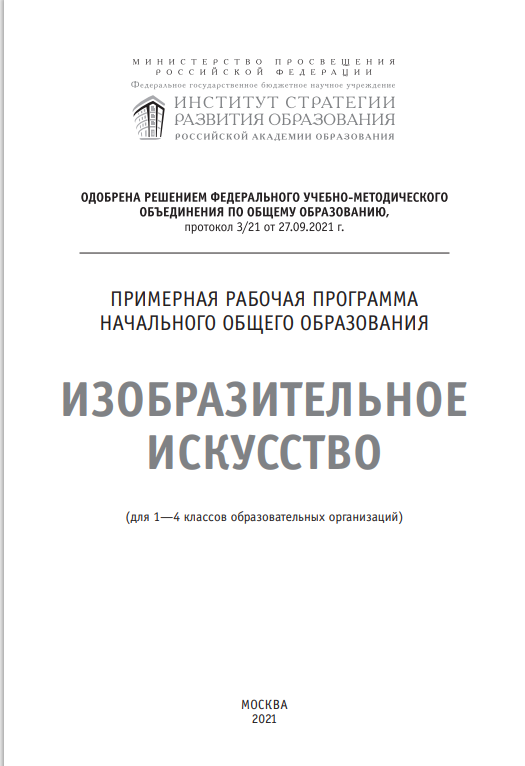 МИНИСТЕРСТВО ПРОСВЕЩЕНИЯ
РОССИЙСКОЙ ФЕДЕРАЦИИ
Федеральное государственное бюджетное научное учреждение
ИНСТИТУТ СТРАТЕГИИ
РАЗВИТИЯ ОБРАЗОВАНИЯ
РОССИЙСКОЙ АКАДЕМИИ ОБРАЗОВАНИЯ
ОДОБРЕНА РЕШЕНИЕМ ФЕДЕРАЛЬНОГО УЧЕБНО-МЕТОДИЧЕСКОГО
ОБЪЕДИНЕНИЯ ПО ОБЩЕМУ ОБРАЗОВАНИЮ,
протокол 3/21 от 27.09.2021 г.
ПРИМЕРНАЯ РАБОЧАЯ ПРОГРАММА
НАЧАЛЬНОГО ОБЩЕГО ОБРАЗОВАНИЯ
ИЗОБРАЗИТЕЛЬНОЕ
ИСКУССТВО
(для 1—4 классов образовательных организаций)
МОСКВА
2021